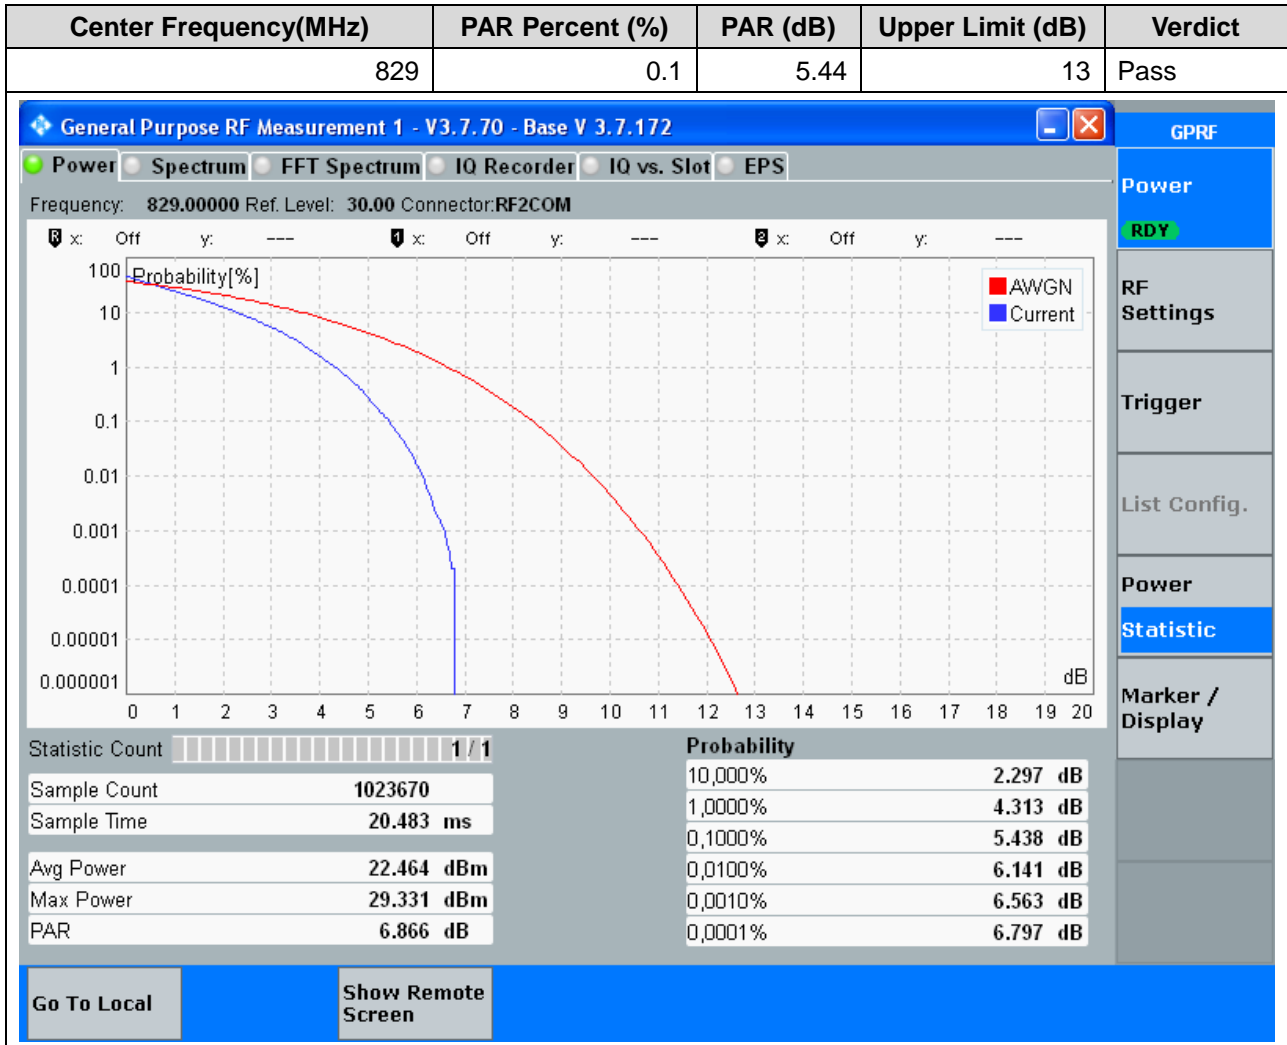 Center Frequency(MHz) PAR Percent (%) PAR (dB) Upper Limit (dB) Verdict
829 0.1 5.44 13 Pass
General Purpose RF Measurement 1 - V3.7.70 - Base V 3.7.172
GPRF
Power Spectrum FFT Spectrum IQ Recorder IQ vs. Slot EPS
Power
RDY
Frequency: 829.00000 Ref. Level: 30.00 Connector:RF2COM
R x: Off y: --- 1 x: Off y: --- 2 x: Off y: ---
Probability[%]
AWGN
Current
100
10
1
0.1
0.01
0.001
0.0001
0.00001
0.000001
dB
0 1 2 3 4 5 6 7 8 9 10 11 12 13 14 15 16 17 18 19 20
RF
Settings
Trigger
List Config.
Power
Statistic
Marker /
Display
Statistic Count 1 / 1
Sample Count 1023670
Sample Time 20.483 ms
Avg Power 22.464 dBm
Max Power 29.331 dBm
PAR 6.866 dB
Probability
10,000% 2.297 dB
1,0000% 4.313 dB
0,1000% 5.438 dB
0,0100% 6.141 dB
0,0010% 6.563 dB
0,0001% 6.797 dB
Go To Local
Show Remote
Screen